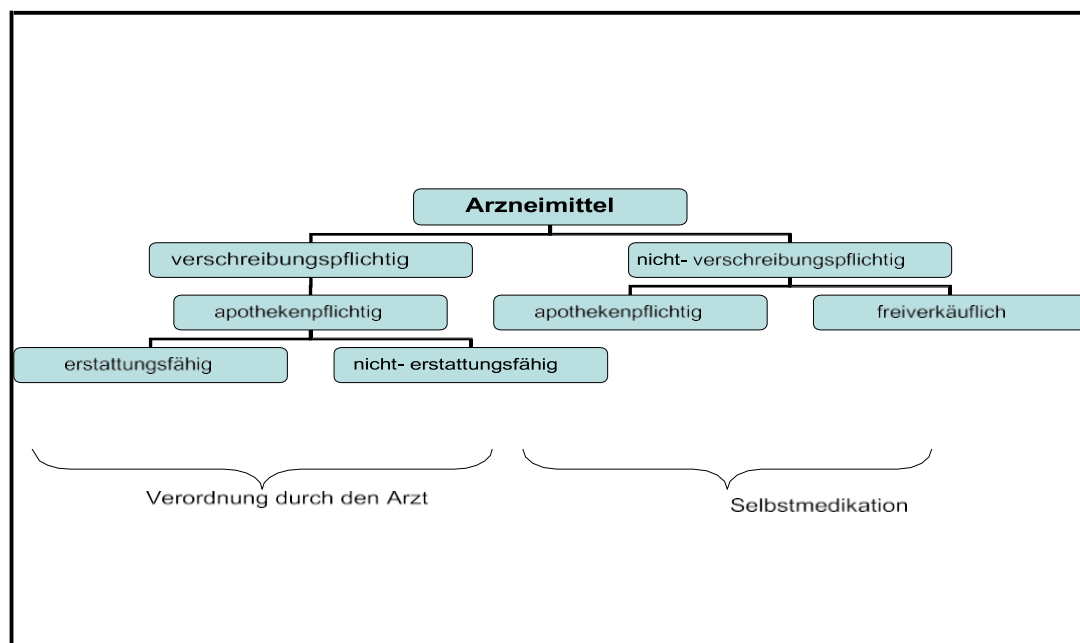 Arzneimittel
verschreibungspflichtig
nicht- verschreibungspflichtig
apothekenpflichtig
apothekenpflichtig
freiverkäuflich
erstattungsfähig
nicht- erstattungsfähig
Verordnung durch den Arzt
Selbstmedikation